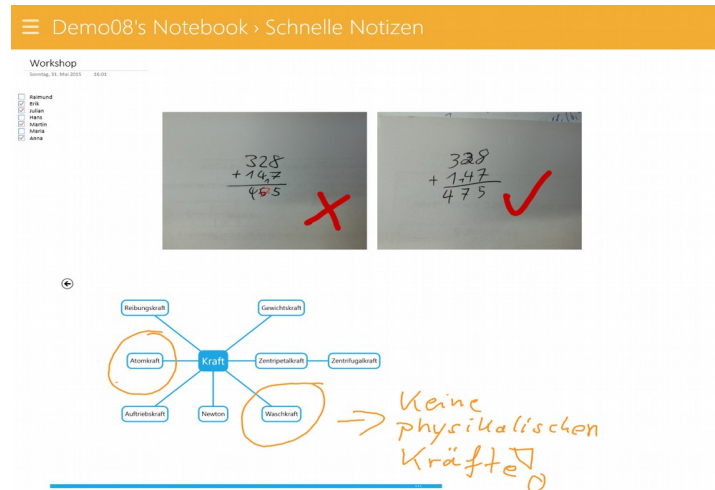 Demo08's Notebook › Schnelle Notizen
Workshop
Sonntag, 31. Mai 2015 16:01
Raimund
Erik
Julian
Hans
Martin
Maria
Anna
328
+ 147
465
328
+ 147
475
Reibungskraft
Gewichtskraft
Atomkraft
Kraft
Zentripetalkraft
Zentrifugalkraft
Auftriebskraft
Newton
Waschkraft
Keine
physikalischen
Kräfte!